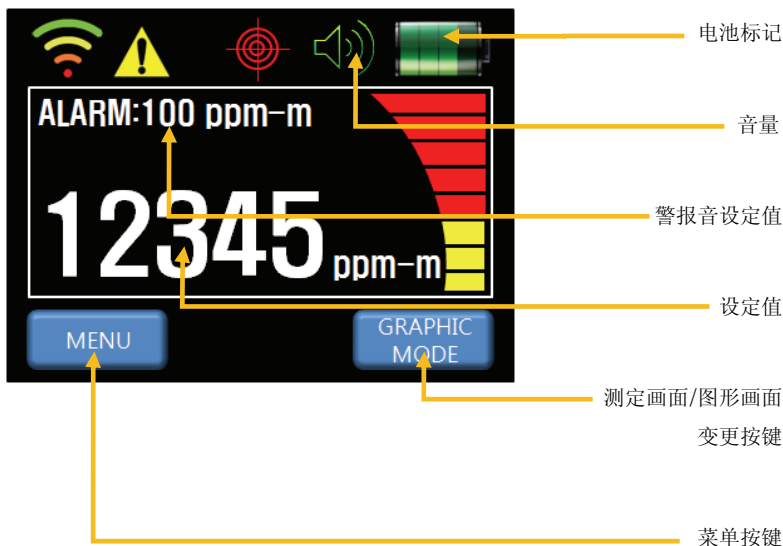 电池标记
音量
ALARM:100 ppm-m
警报音设定值
12345 ppm-m
设定值
MENU
GRAPHIC
MODE
测定画面/图形画面
变更按键
菜单按键